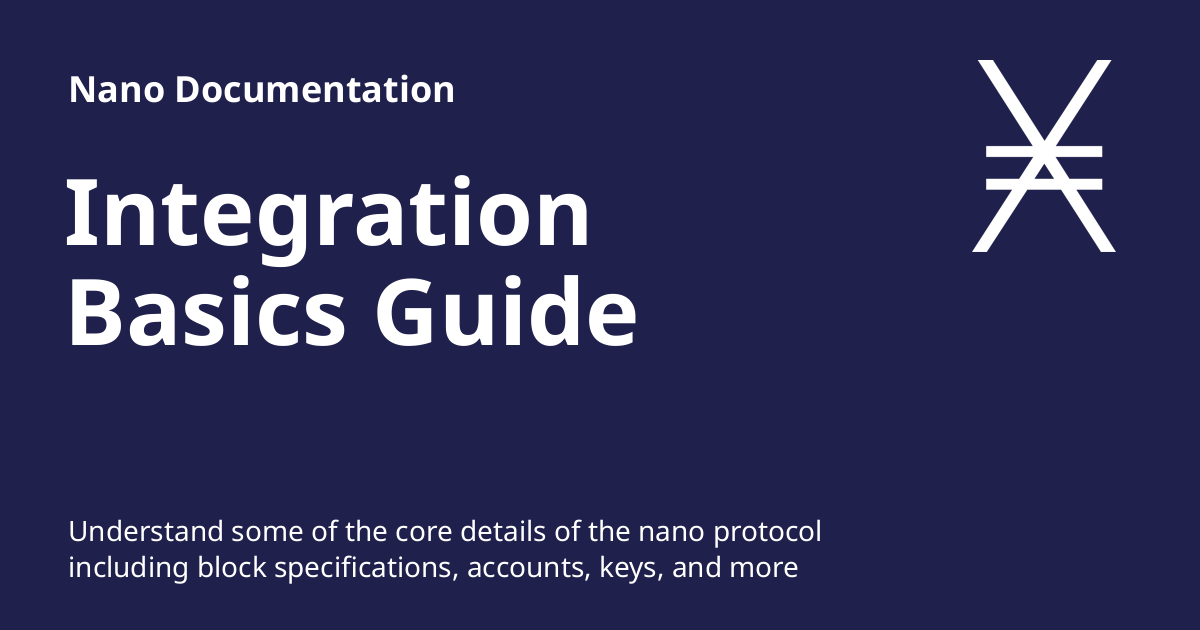 Nano Documentation
Integration
Basics Guide
Understand some of the core details of the nano protocol
including block specifications, accounts, keys, and more